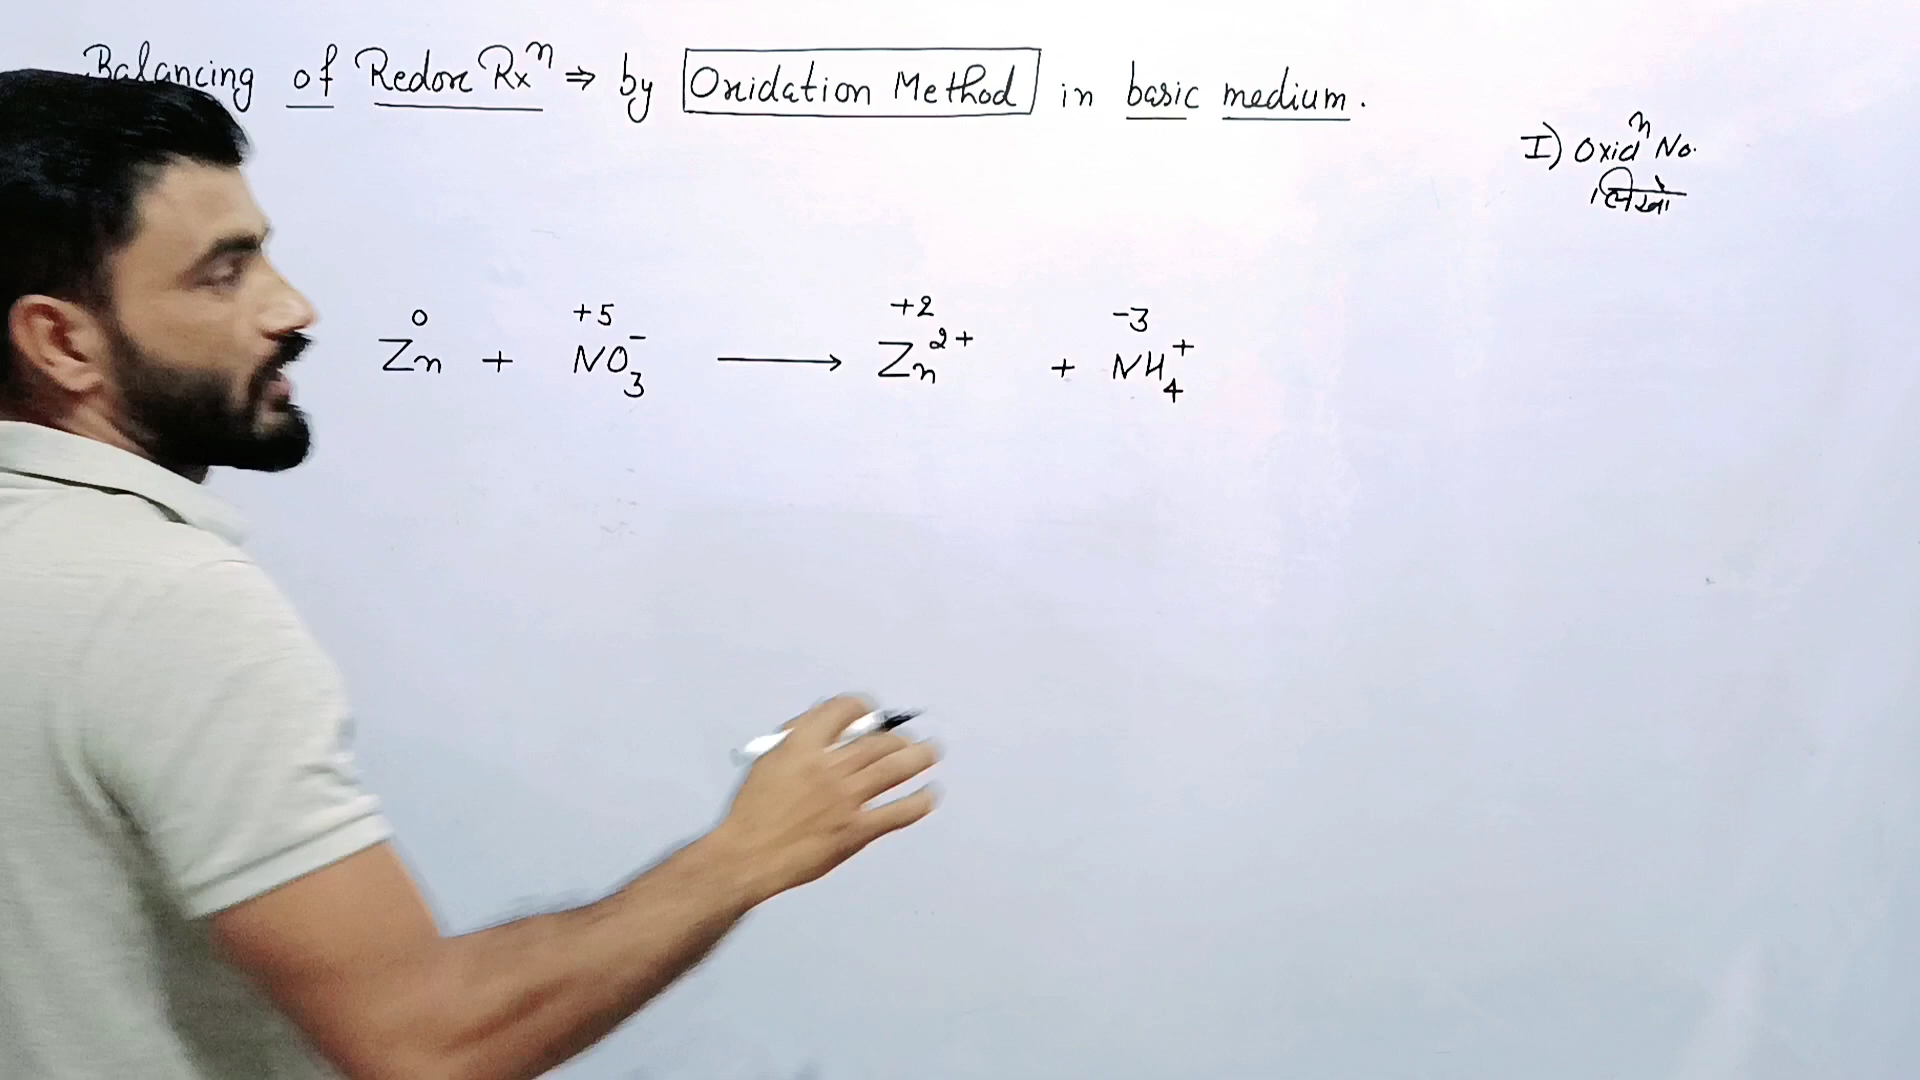 Balancing of Redox Rxⁿ ⇒ by Oxidation Method in basic medium.
I) Oxidⁿ No.
लिखो
0 +5 +2 -3
Zn + NO₃⁻ ⟶ Zn²⁺ + NH₄⁺